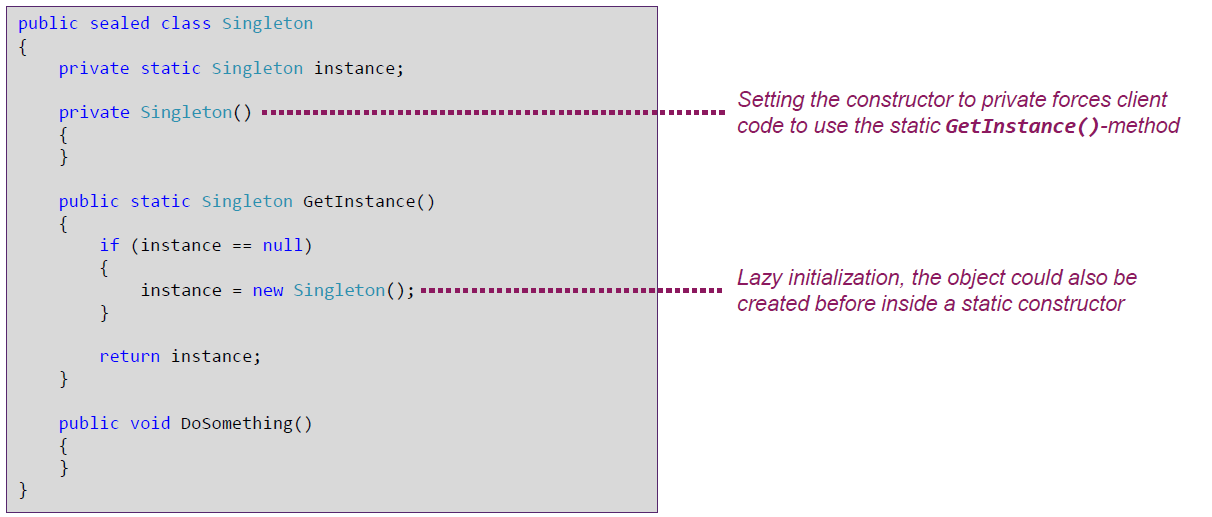 public sealed class Singleton
{
    private static Singleton instance;
    private Singleton()
    {
    }
    public static Singleton GetInstance()
    {
        if (instance == null)
        {
            instance = new Singleton();
        }
        return instance;
    }
    public void DoSomething()
    {
    }
}
Setting the constructor to private forces client
code to use the static GetInstance()-method
Lazy initialization, the object could also be
created before inside a static constructor